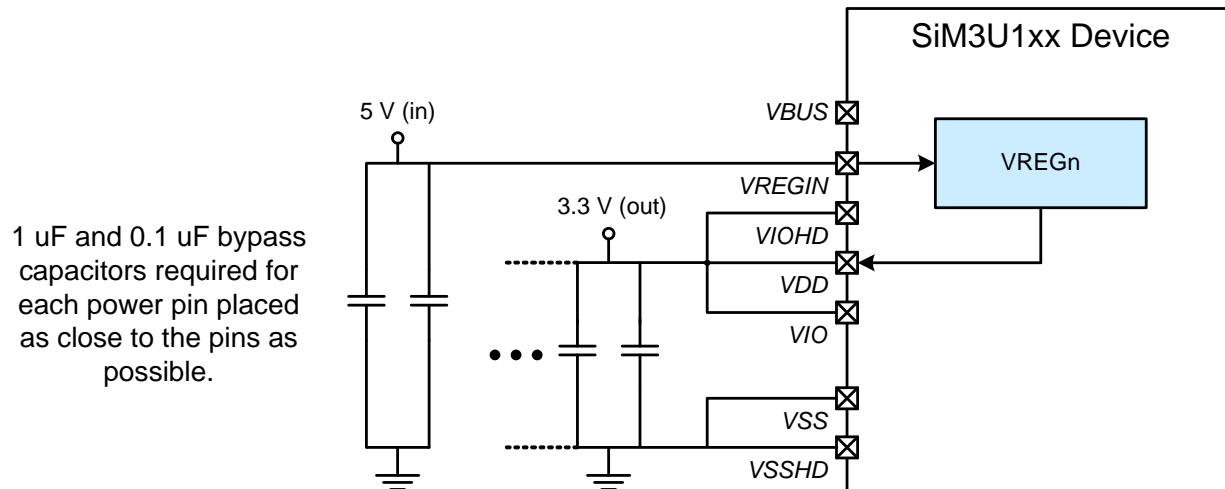 SiM3U1xx Device
5 V (in)
VBUS
VREGn
VREGIN
3.3 V (out)
1 uF and 0.1 uF bypass
capacitors required for
each power pin placed
as close to the pins as
possible.
VIOHD
VDD
VIO
VSS
VSSHD